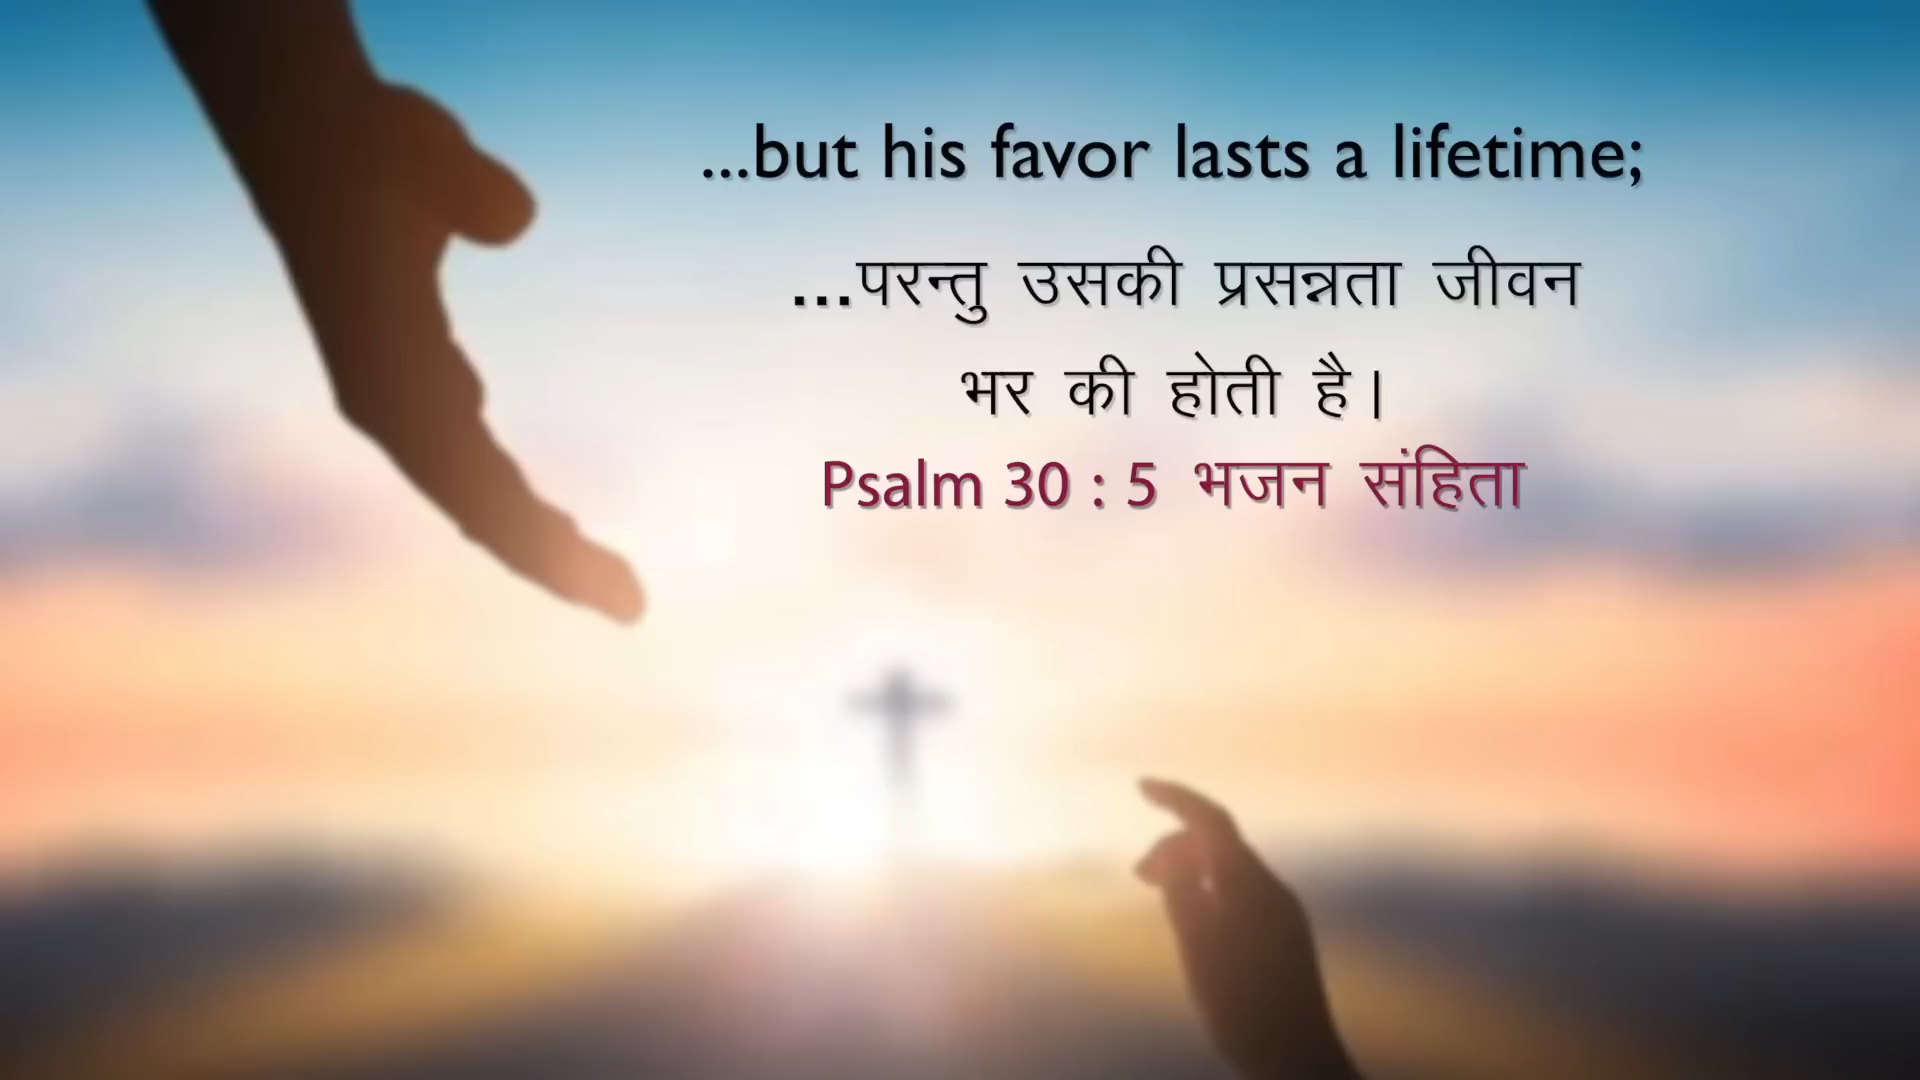 ...but his favor lasts a lifetime;
...परन्तु उसकी प्रसन्नता जीवन
भर की होती है।
Psalm 30 : 5 भजन संहिता